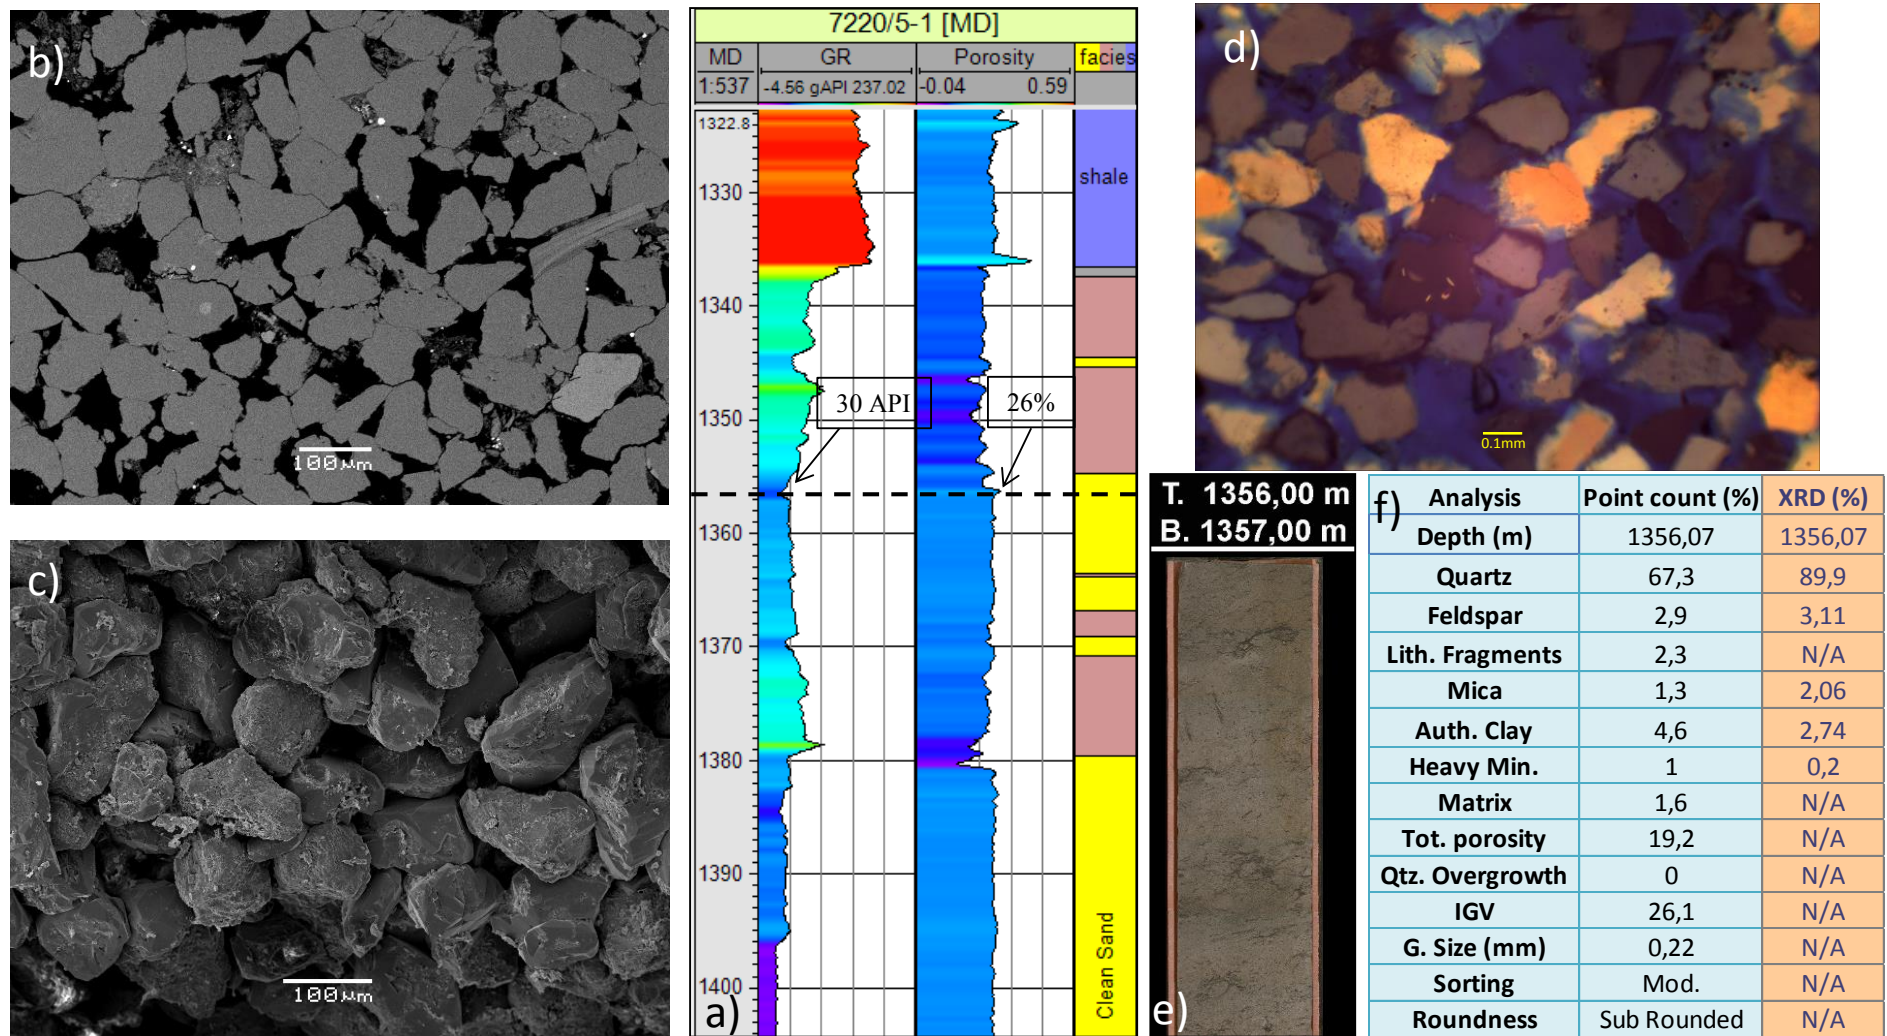 b)
100µm
c)
100µm
7220/5-1 [MD]
MD GR Porosity facies
1:537 -4.56 gAPI 237.02 -0.04 0.59
1322.8
shale
1330
1340
30 API 26%
1350
1360
1370
1380
1390
Clean Sand
1400
a)
d)
0.1mm
T. 1356,00 m
B. 1357,00 m
e)
f)
Analysis Point count (%) XRD (%)
Depth (m) 1356,07 1356,07
Quartz 67,3 89,9
Feldspar 2,9 3,11
Lith. Fragments 2,3 N/A
Mica 1,3 2,06
Auth. Clay 4,6 2,74
Heavy Min. 1 0,2
Matrix 1,6 N/A
Tot. porosity 19,2 N/A
Qtz. Overgrowth 0 N/A
IGV 26,1 N/A
G. Size (mm) 0,22 N/A
Sorting Mod. N/A
Roundness Sub Rounded N/A